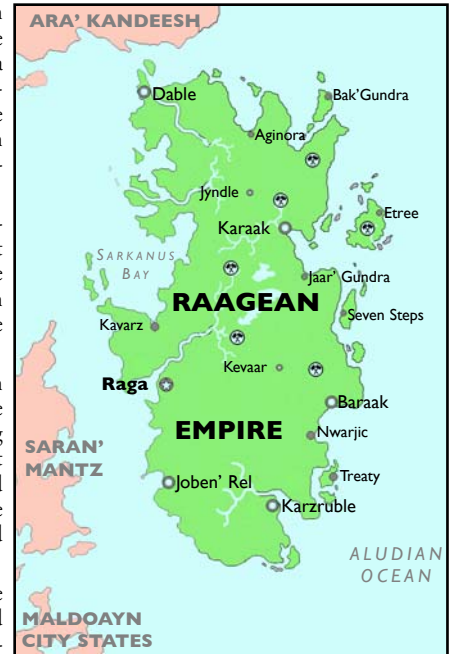 ARA' KANDEESH
Dable
Bak'Gundra
Aginora
Jyndle
Etree
Karaak
SARKANUS
BAY
Jaar' Gundra
RAAGEAN
Seven Steps
Kavarz
Kevaar
Raga
Baraak
EMPIRE
Nwarjic
SARAN'
MANTZ
Treaty
Joben' Rel
Karzruble
ALUDIAN
OCEAN
MALDOAYN
CITY STATES